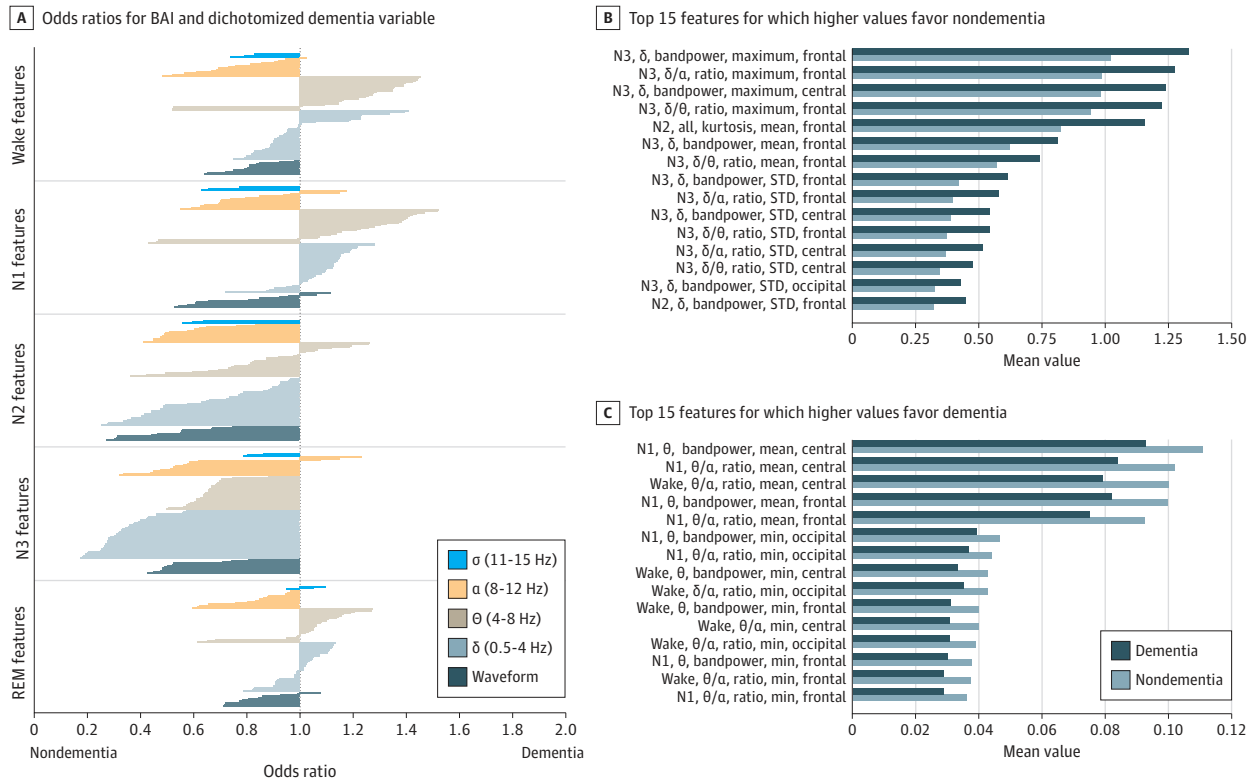 A Odds ratios for BAI and dichotomized dementia variable
Wake features
N1 features
N2 features
N3 features
REM features
σ (11-15 Hz)
α (8-12 Hz)
Θ (4-8 Hz)
δ (0.5-4 Hz)
Waveform
0 0.2 0.4 0.6 0.8 1.0 1.2 1.4 1.6 1.8 2.0
Nondementia Dementia
Odds ratio
B Top 15 features for which higher values favor nondementia
N3, δ, bandpower, maximum, frontal
N3, δ/α, ratio, maximum, frontal
N3, δ, bandpower, maximum, central
N3, δ/θ, ratio, maximum, frontal
N2, all, kurtosis, mean, frontal
N3, δ, bandpower, mean, frontal
N3, δ/θ, ratio, mean, frontal
N3, δ, bandpower, STD, frontal
N3, δ/α, ratio, STD, frontal
N3, δ, bandpower, STD, central
N3, δ/θ, ratio, STD, frontal
N3, δ/α, ratio, STD, central
N3, δ/θ, ratio, STD, central
N3, δ, bandpower, STD, occipital
N2, δ, bandpower, STD, frontal
0 0.25 0.50 0.75 1.00 1.25 1.50
Mean value
C Top 15 features for which higher values favor dementia
N1, θ, bandpower, mean, central
N1, θ/α, ratio, mean, central
Wake, θ/α, ratio, mean, central
N1, θ, bandpower, mean, frontal
N1, θ/α, ratio, mean, frontal
N1, θ, bandpower, min, occipital
N1, θ/α, ratio, min, occipital
Wake, θ, bandpower, min, central
Wake, δ/α, ratio, min, occipital
Wake, θ, bandpower, min, frontal
Wake, θ/α, min, central
Wake, θ/α, ratio, min, occipital
N1, θ, bandpower, min, frontal
Wake, θ/α, ratio, min, frontal
N1, θ/α, ratio, min, frontal
Dementia
Nondementia
0 0.02 0.04 0.06 0.08 0.10 0.12
Mean value